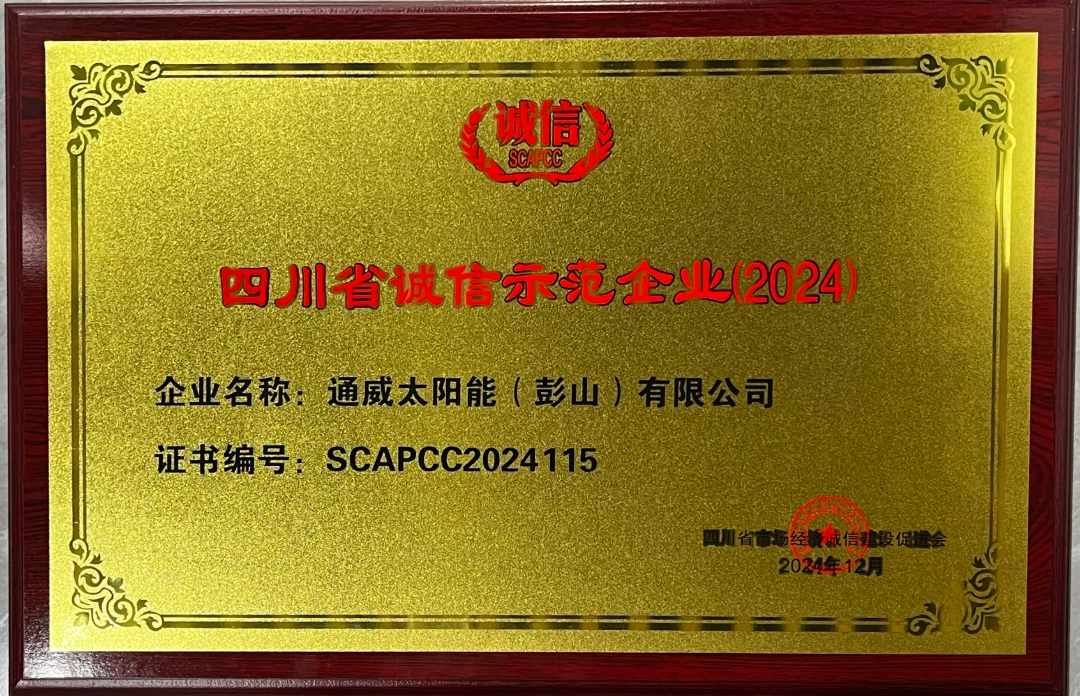 诚信
SCAPCC
四川省诚信示范企业(2024)
企业名称：通威太阳能（彭山）有限公司
证书编号：SCAPCC2024115
四川省市场经济诚信建设促进会
2024年12月